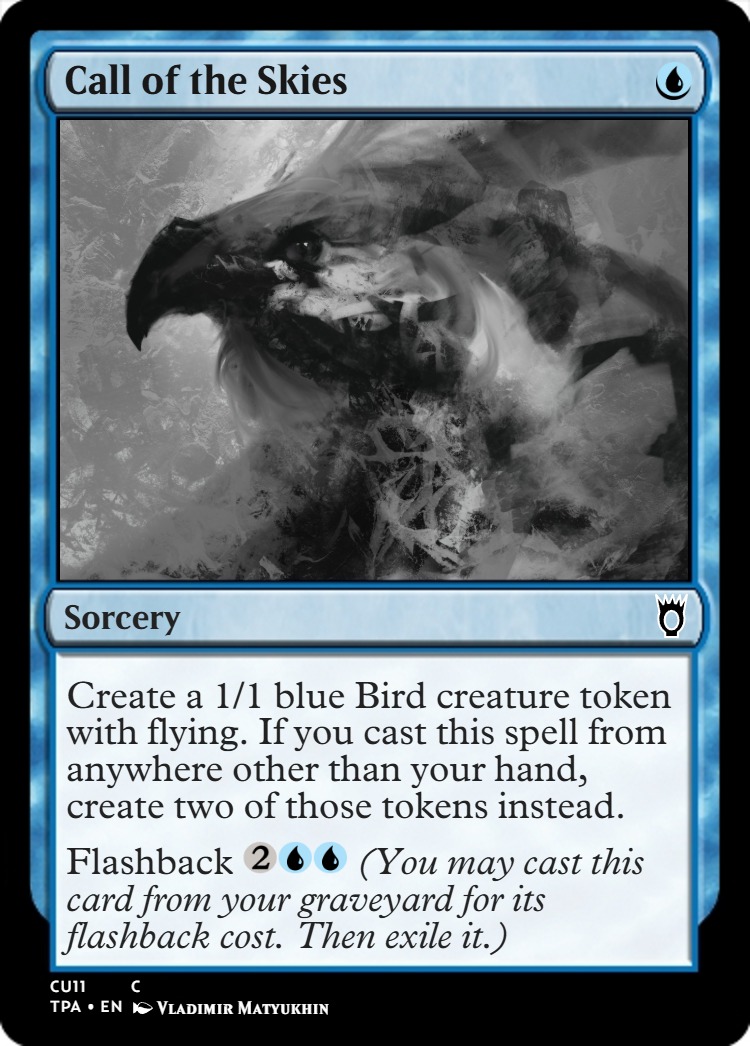 Call of the Skies
Sorcery
Create a 1/1 blue Bird creature token
with flying. If you cast this spell from
anywhere other than your hand,
create two of those tokens instead.
Flashback 2 (You may cast this
card from your graveyard for its
flashback cost. Then exile it.)
CU11 C
TPA • EN VLADIMIR MATYUKHIN